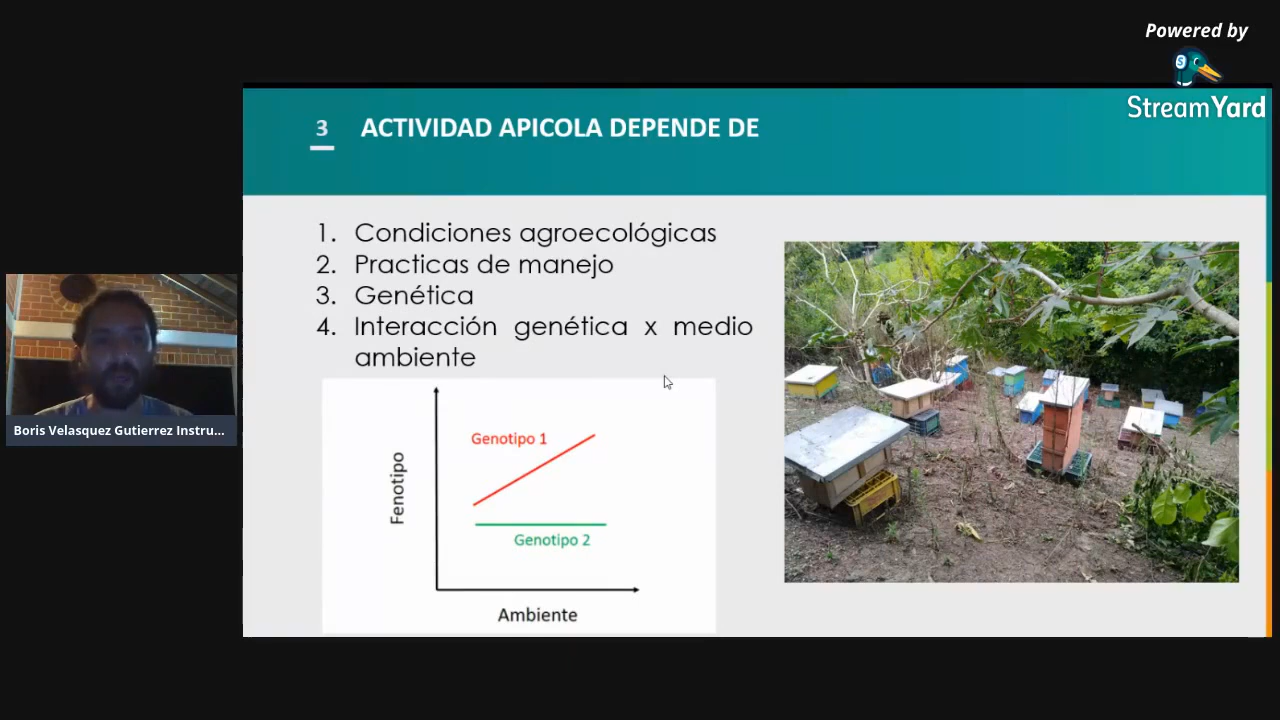 Powered by
StreamYard
3 ACTIVIDAD APICOLA DEPENDE DE
1. Condiciones agroecológicas
2. Practicas de manejo
3. Genética
4. Interacción genética x medio
ambiente
Genotipo 1
Fenotipo
Genotipo 2
Ambiente
Boris Velasquez Gutierrez Instru...